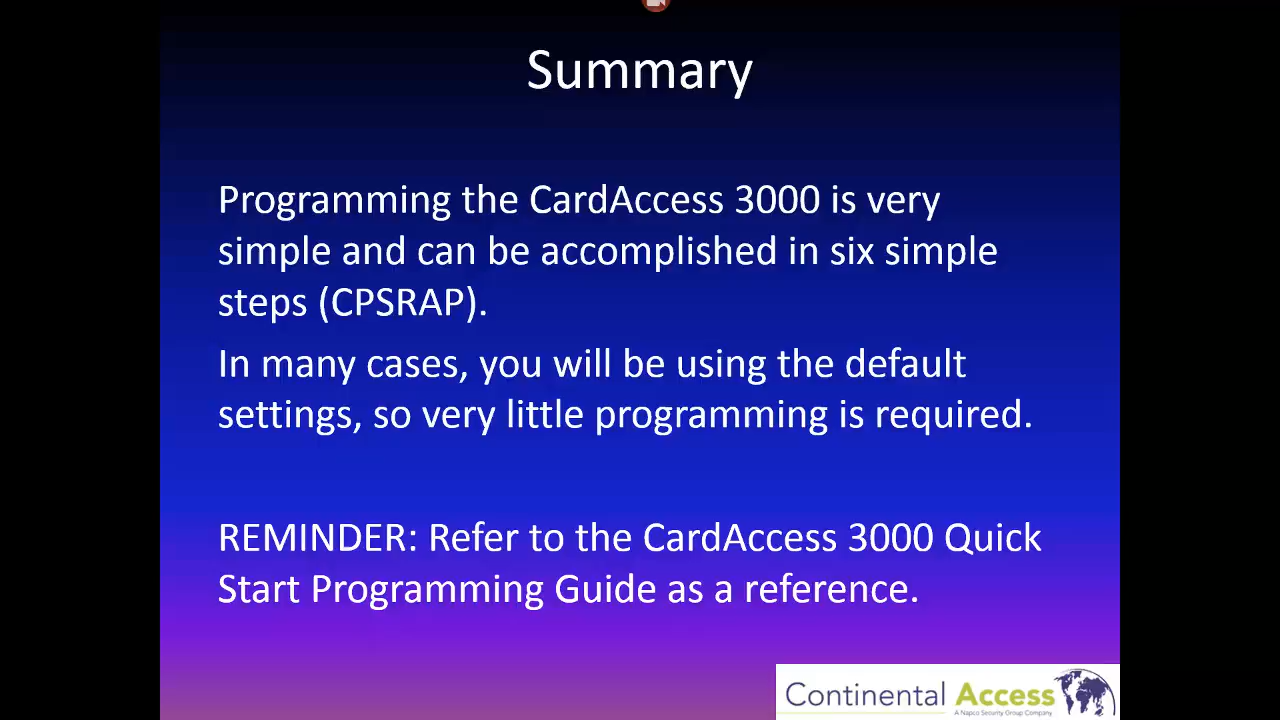 Summary
Programming the CardAccess 3000 is very
simple and can be accomplished in six simple
steps (CPSRAP).
In many cases, you will be using the default
settings, so very little programming is required.
REMINDER: Refer to the CardAccess 3000 Quick
Start Programming Guide as a reference.
Continental Access
A Napco Security Group Company